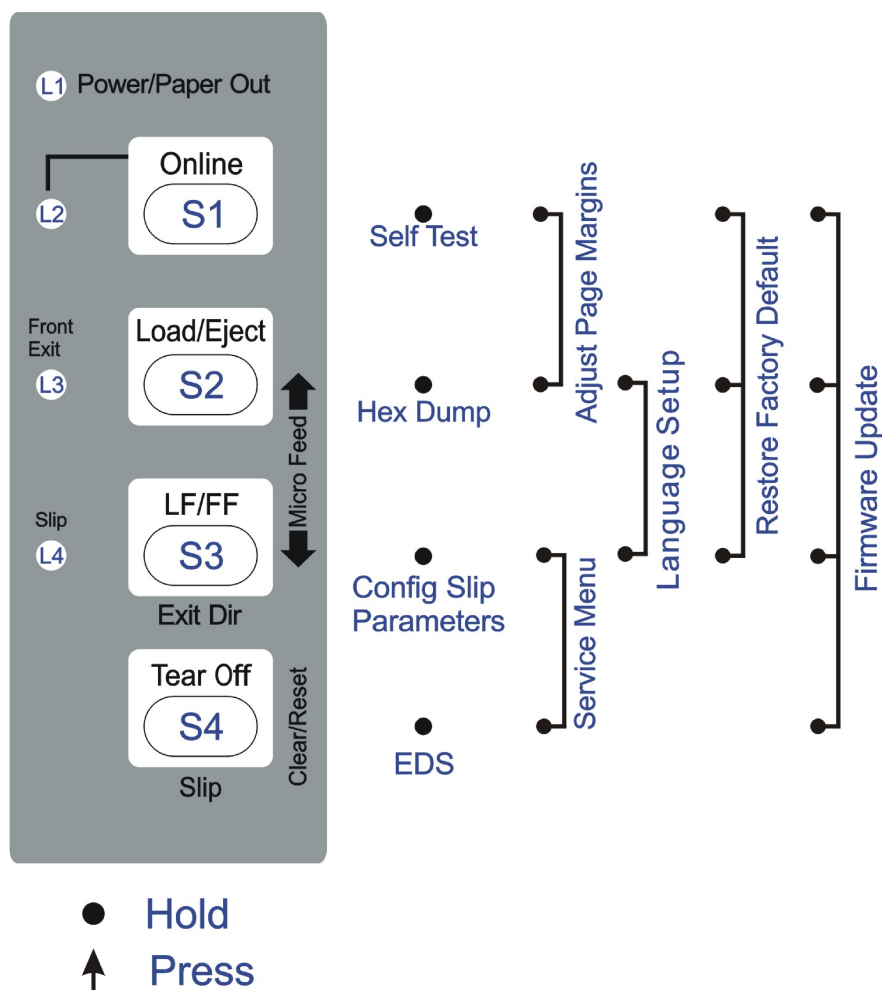 L1 Power/Paper Out
Online
L2
S1
Front
Exit
L3
Load/Eject
S2
Micro Feed
Slip
L4
LF/FF
S3
Exit Dir
Tear Off
S4
Slip
Clear/Reset
Self Test
Hex Dump
Config Slip
Parameters
EDS
Adjust Page Margins
Service Menu
Language Setup
Restore Factory Default
Firmware Update
Hold
Press